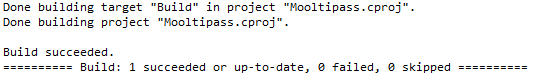 Done building target "Build" in project "Mooltipass.cproj".
Done building project "Mooltipass.cproj".
Build succeeded.
========== Build: 1 succeeded or up-to-date, 0 failed, 0 skipped ==========